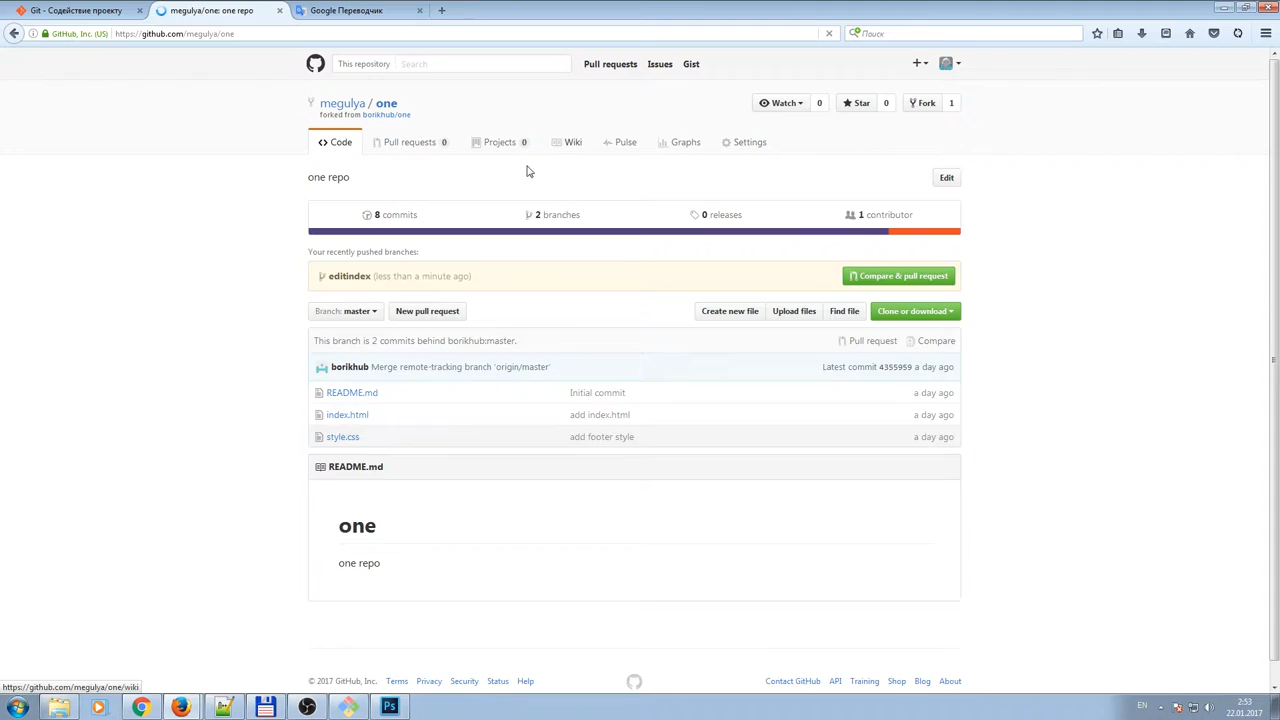 Git - Содействие проекту
megulya/one: one repo
Google Переводчик
GitHub, Inc. (US)
https://github.com/megulya/one
Поиск
This repository
Search
Pull requests
Issues
Gist
megulya / one
forked from borikhub/one
Watch 0
Star 0
Fork 1
Code
Pull requests 0
Projects 0
Wiki
Pulse
Graphs
Settings
one repo
Edit
8 commits
2 branches
0 releases
1 contributor
Your recently pushed branches:
editindex (less than a minute ago)
Compare & pull request
Branch: master
New pull request
Create new file
Upload files
Find file
Clone or download
This branch is 2 commits behind borikhub:master.
Pull request
Compare
borikhub Merge remote-tracking branch 'origin/master'
Latest commit 4355959 a day ago
README.md
Initial commit
a day ago
index.html
add index.html
a day ago
style.css
add footer style
a day ago
README.md
one
one repo
© 2017 GitHub, Inc.
Terms
Privacy
Security
Status
Help
Contact GitHub
API
Training
Shop
Blog
About
https://github.com/megulya/one/wiki
Ps
EN
2:53
22.01.2017